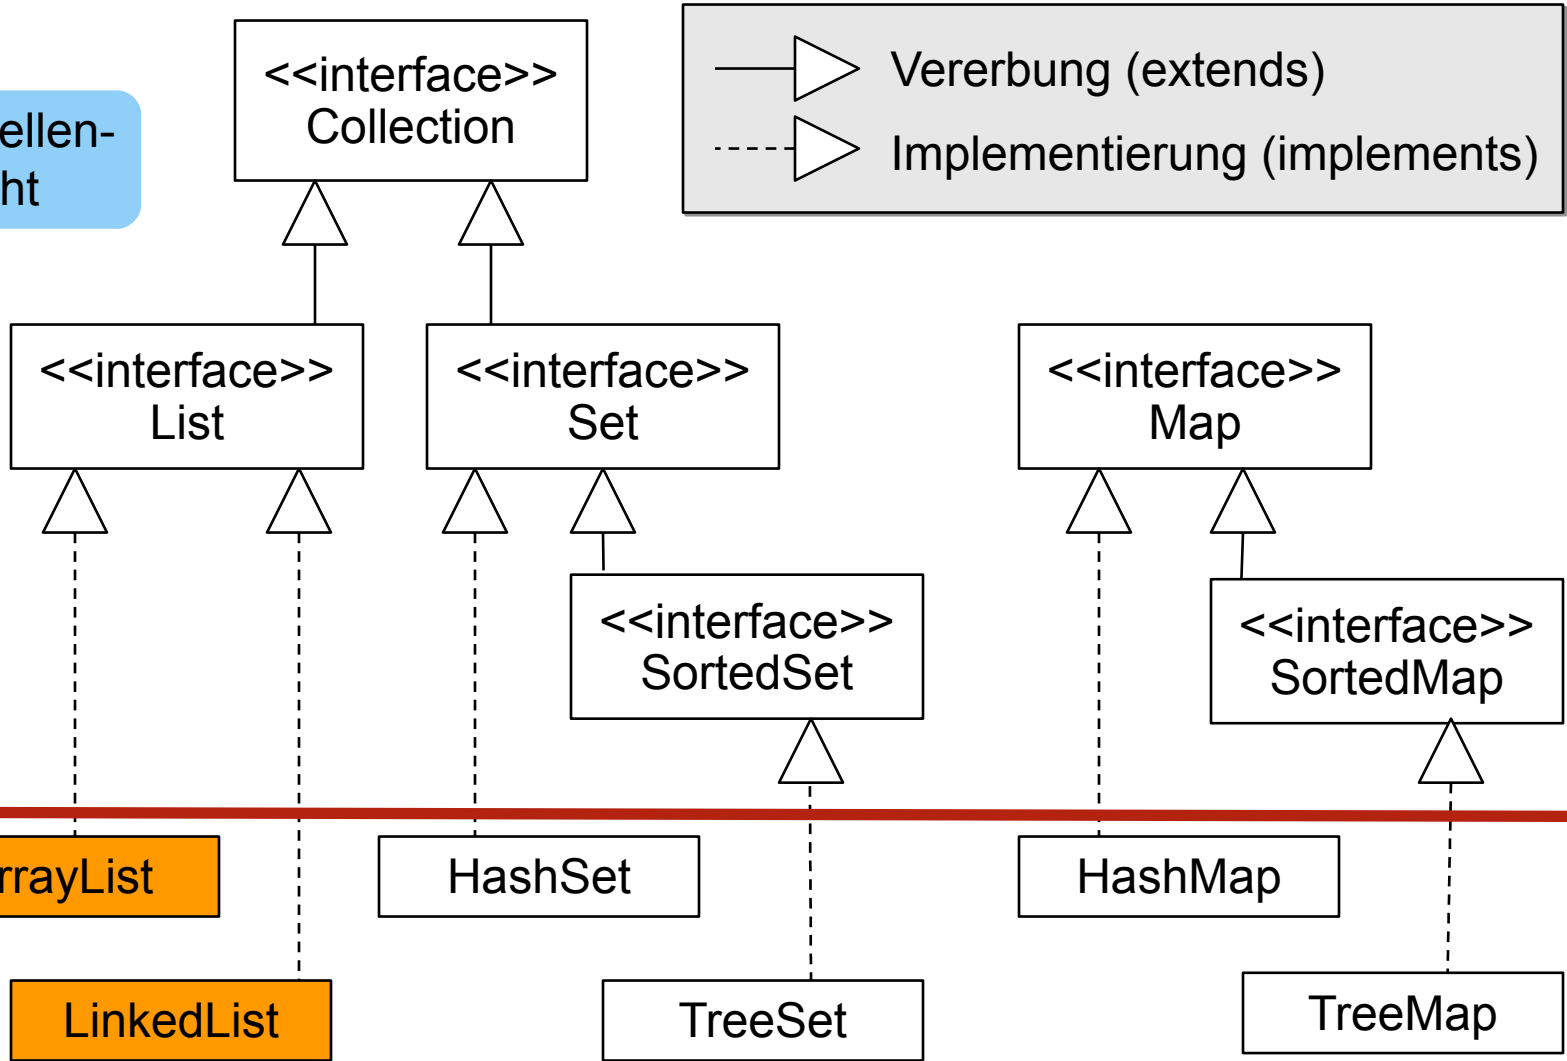 <<interface>>
Collection
Vererbung (extends)
Implementierung (implements)
ellen-
ht
<<interface>>
List
<<interface>>
Set
<<interface>>
Map
<<interface>>
SortedSet
<<interface>>
SortedMap
rrayList
HashSet
HashMap
LinkedList
TreeSet
TreeMap